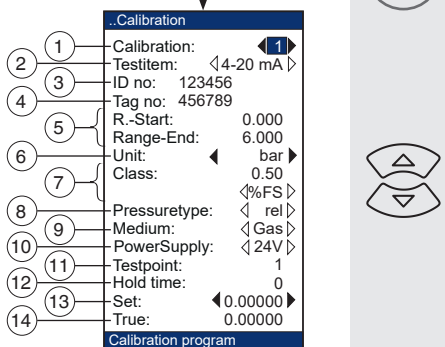 ..Calibration
1 Calibration: 1
2 Testitem: 4-20 mA
3 ID no: 123456
4 Tag no: 456789
5 R.-Start: 0.000
Range-End: 6.000
6 Unit: bar
7 Class: 0.50
%FS
8 Pressuretype: rel
9 Medium: Gas
10 PowerSupply: 24V
11 Testpoint: 1
12 Hold time: 0
13 Set: 0.00000
14 True: 0.00000
Calibration program